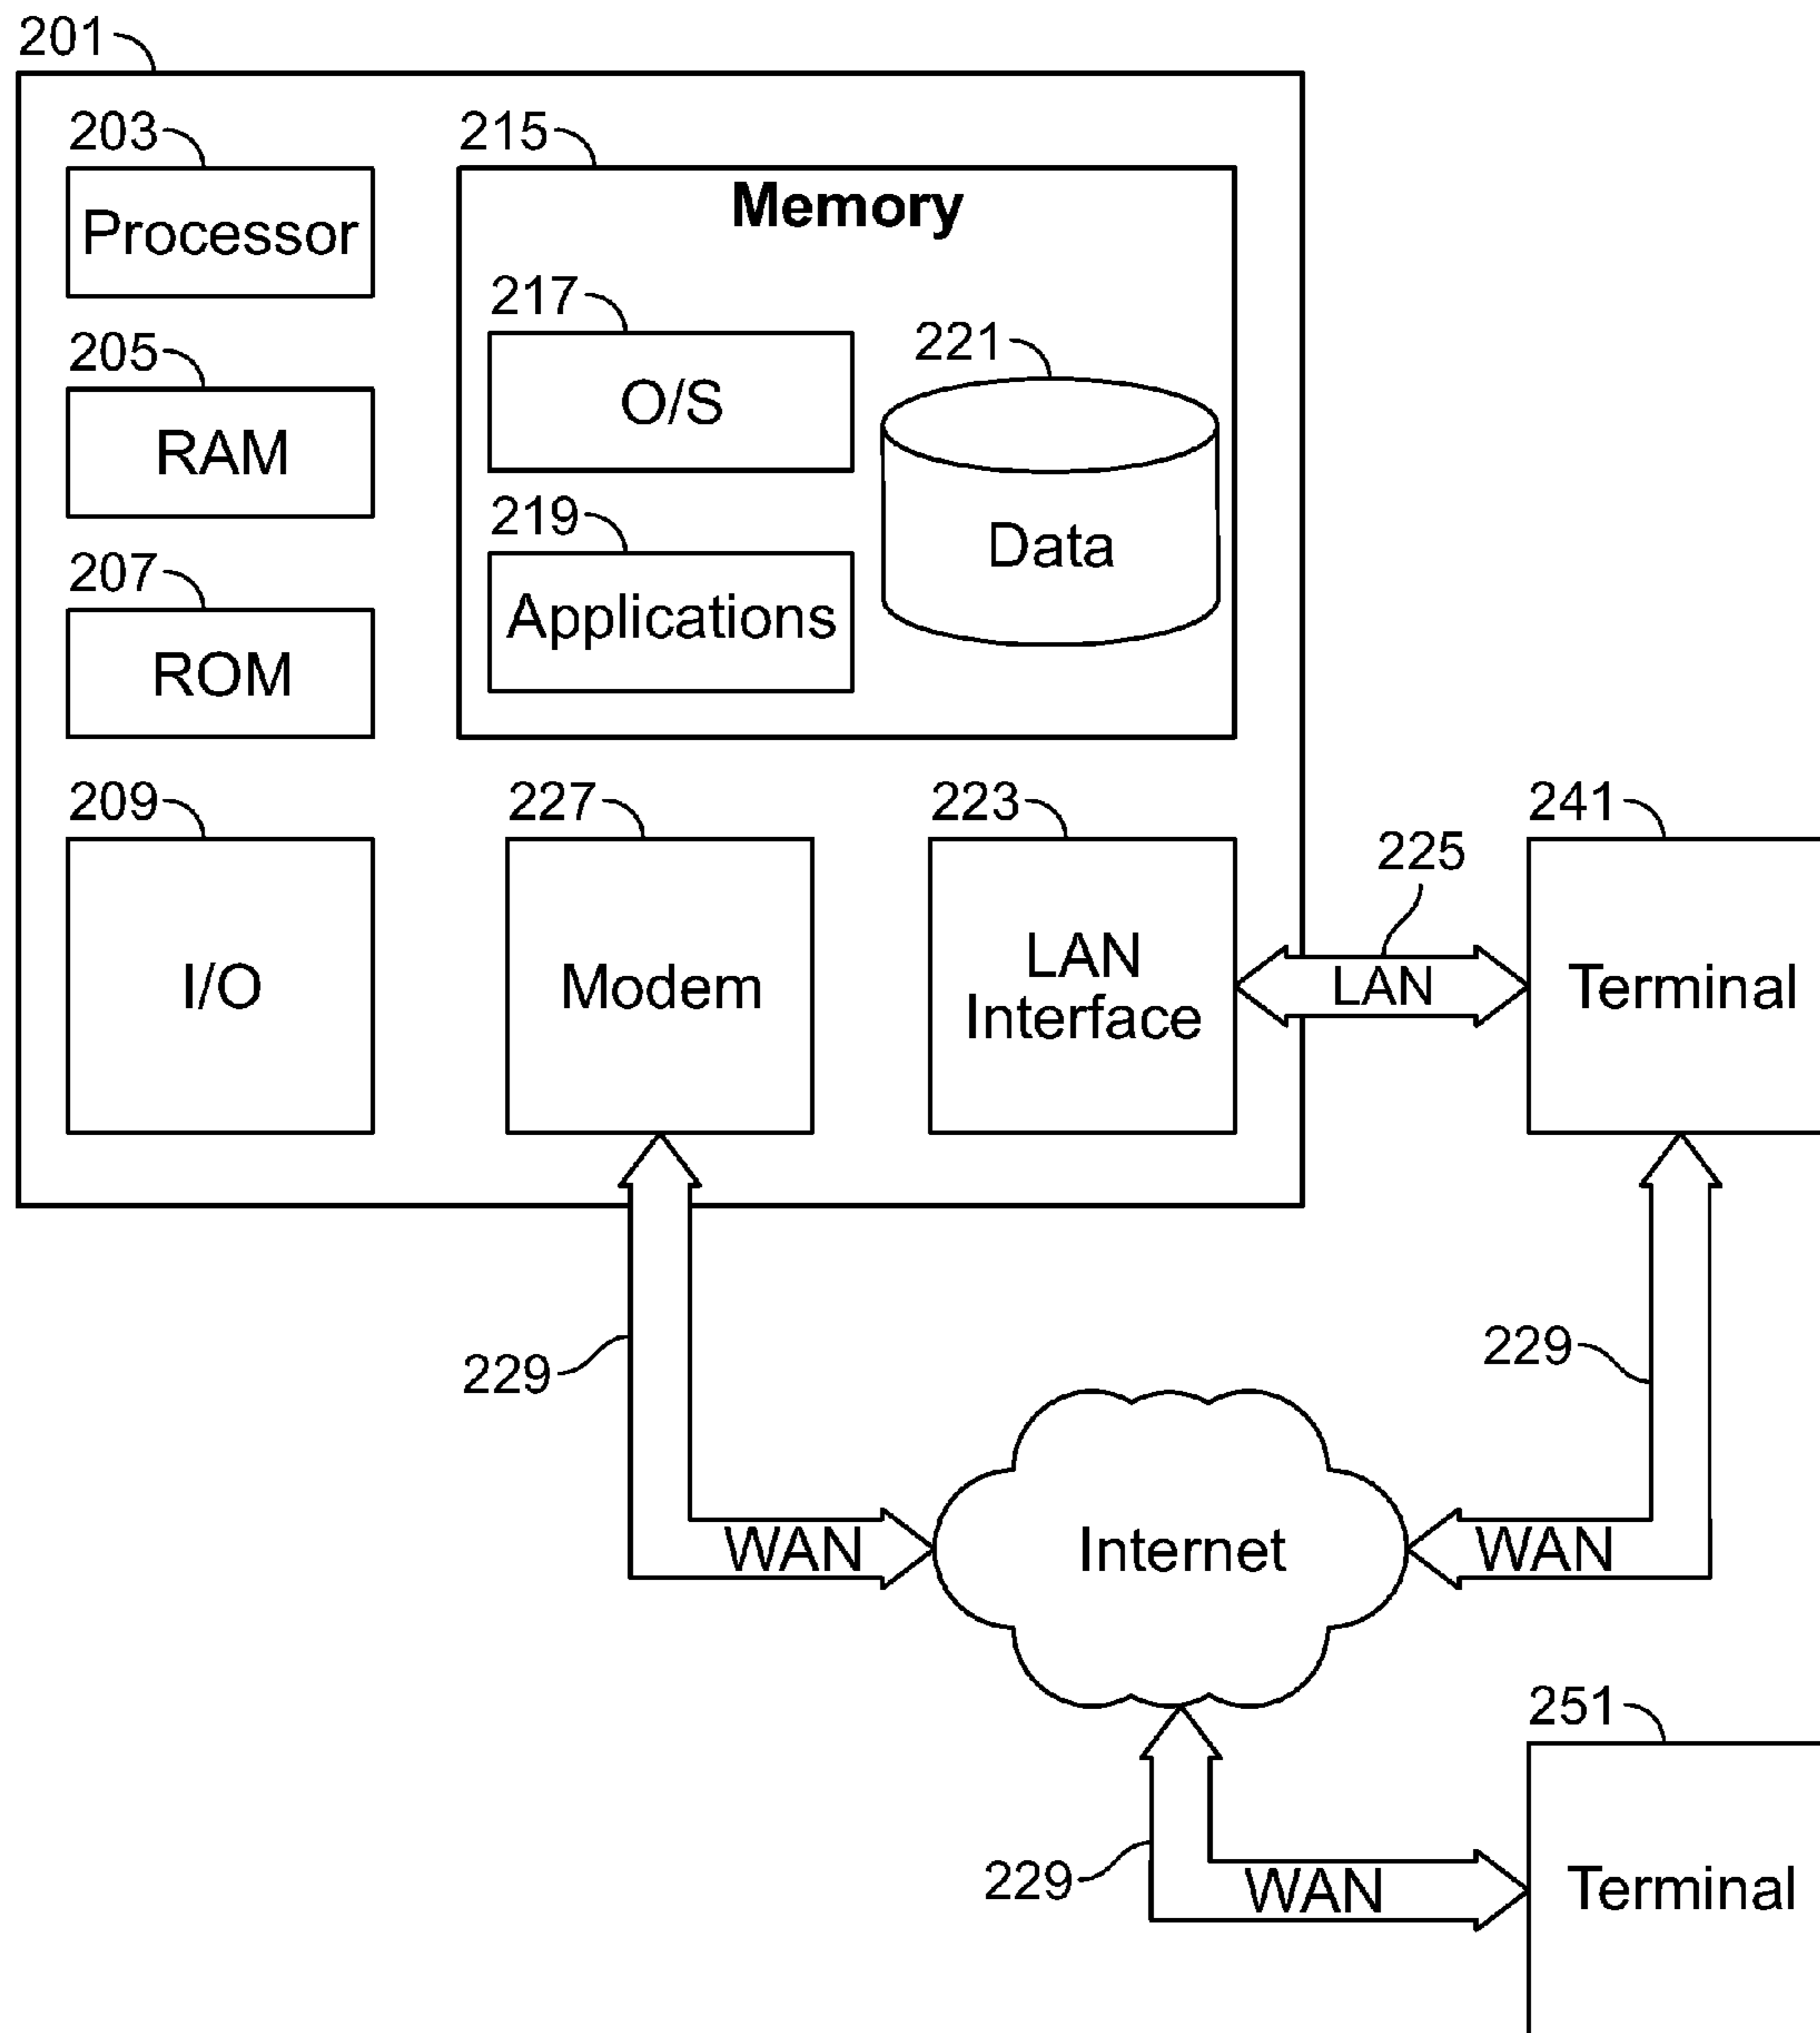 201
203
Processor
205
RAM
207
ROM
215
Memory
217
O/S
219
Applications
221
Data
209
I/O
227
Modem
223
LAN
Interface
225
LAN
241
Terminal
229
WAN
Internet
229
WAN
229
WAN
251
Terminal